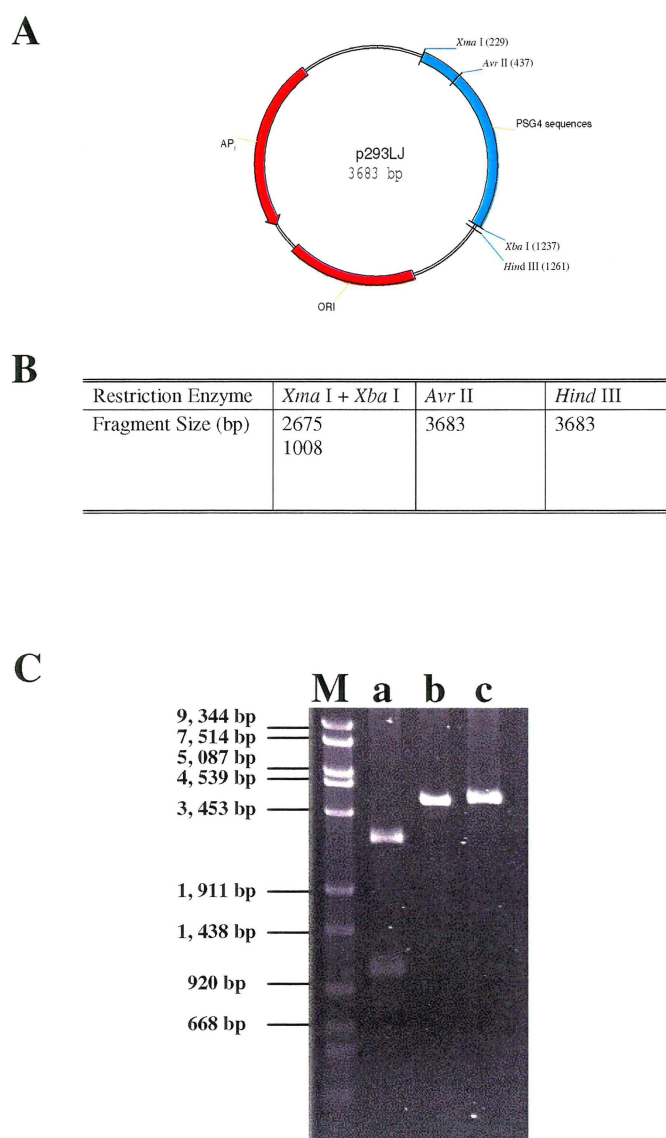 A
Xma I (229)
Avr II (437)
PSG4 sequences
APr
p293LJ
3683 bp
Xba I (1237)
Hind III (1261)
ORI
B
Restriction Enzyme Xma I + Xba I Avr II Hind III
Fragment Size (bp) 2675 3683 3683
1008
C
M a b c
9, 344 bp
7, 514 bp
5, 087 bp
4, 539 bp
3, 453 bp
1, 911 bp
1, 438 bp
920 bp
668 bp